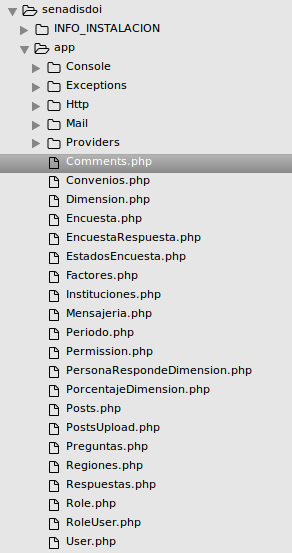 senadisdoi
INFO_INSTALACION
app
Console
Exceptions
Http
Mail
Providers
Comments.php
Convenios.php
Dimension.php
Encuesta.php
EncuestaRespuesta.php
EstadosEncuesta.php
Factores.php
Instituciones.php
Mensajeria.php
Periodo.php
Permission.php
PersonaRespondeDimension.php
PorcentajeDimension.php
Posts.php
PostsUpload.php
Preguntas.php
Regiones.php
Respuestas.php
Role.php
RoleUser.php
User.php